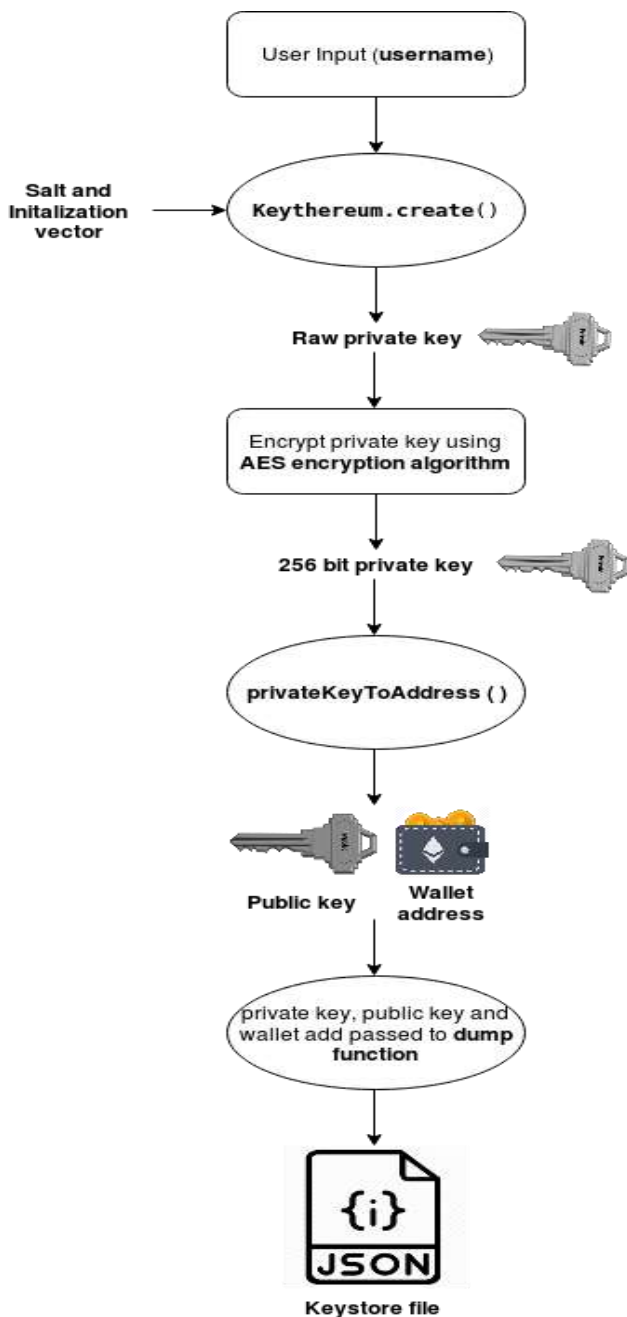 User Input (username)
Salt and
Initalization
vector
Keythereum.create()
Raw private key
Encrypt private key using
AES encryption algorithm
256 bit private key
privateKeyToAddress ( )
Public key
Wallet
address
private key, public key and
wallet add passed to dump
function
{i}
JSON
Keystore file